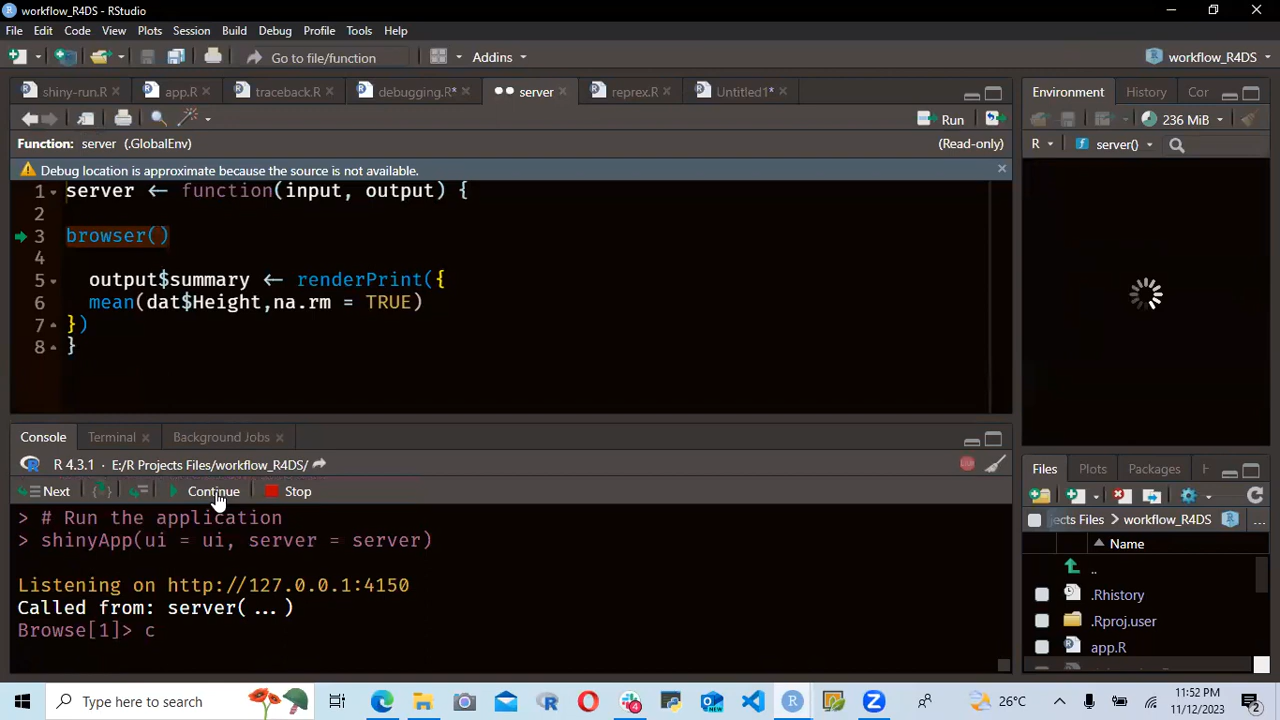 workflow_R4DS - RStudio
File Edit Code View Plots Session Build Debug Profile Tools Help
Go to file/function Addins workflow_R4DS
shiny-run.R app.R traceback.R debugging.R* server reprex.R Untitled1*
Run
Function: server (.GlobalEnv) (Read-only)
Debug location is approximate because the source is not available.
1 server <- function(input, output) {
2
3 browser()
4
5 output$summary <- renderPrint({
6 mean(dat$Height,na.rm = TRUE)
7 })
8 }
Environment History Cor
236 MiB
R server()
Console Terminal Background Jobs
R 4.3.1 · E:/R Projects Files/workflow_R4DS/
Next Continue Stop
> # Run the application
> shinyApp(ui = ui, server = server)
Listening on http://127.0.0.1:4150
Called from: server(...)
Browse[1]> c
Files Plots Packages H
jects Files workflow_R4DS ...
Name
..
.Rhistory
.Rproj.user
app.R
Type here to search
4
26°C
11:52 PM
11/12/2023
2